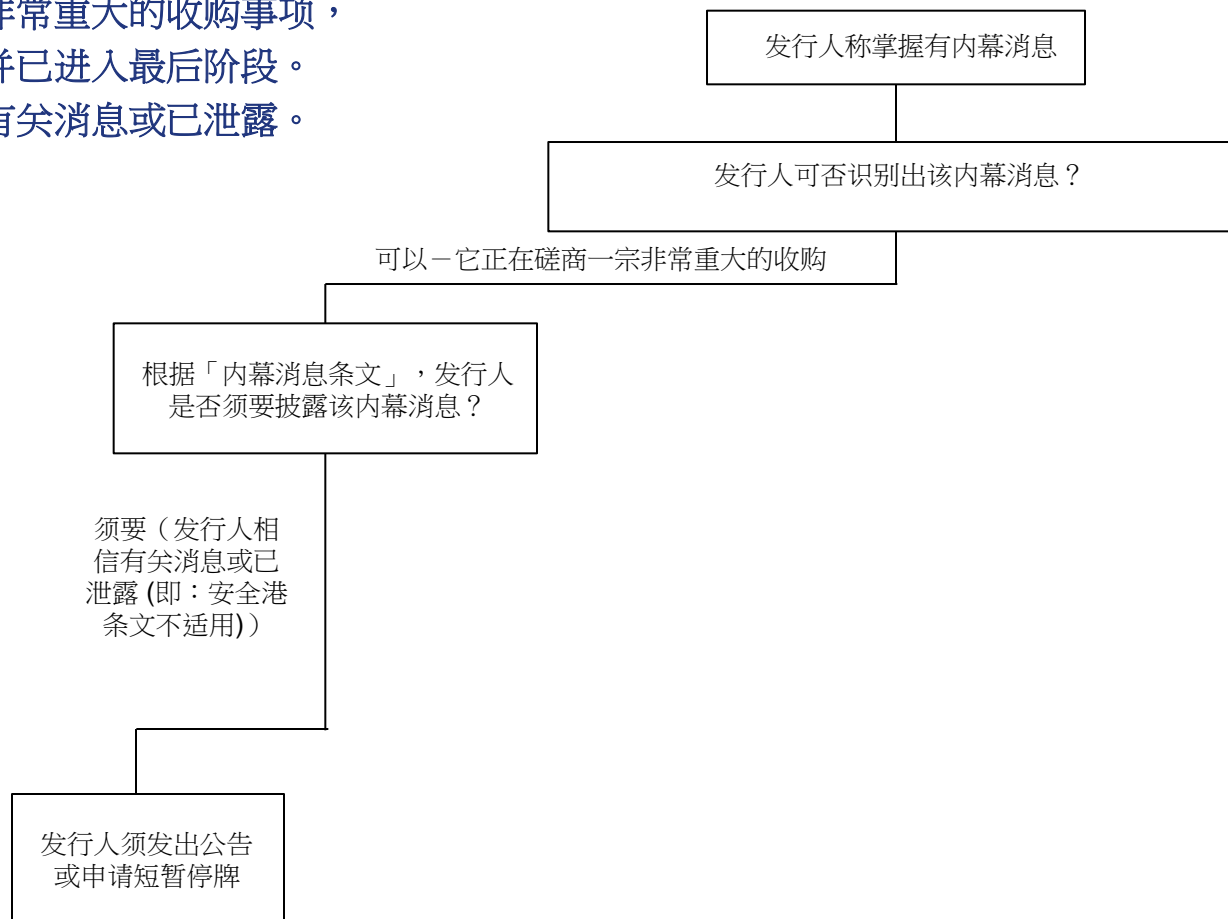 非常重大的收购事项，
并已进入最后阶段。
有关消息或已泄露。
发行人称掌握有内幕消息
发行人可否识别出该内幕消息？
可以－它正在磋商一宗非常重大的收购
根据「内幕消息条文」，发行人
是否须要披露该内幕消息？
须要（发行人相
信有关消息或已
泄露 (即：安全港
条文不适用)）
发行人须发出公告
或申请短暂停牌